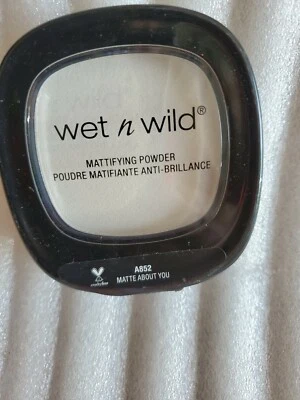 wet n wild®
MATTIFYING POWDER
POUDRE MATIFIANTE ANTI-BRILLANCE
A852
MATTE ABOUT YOU